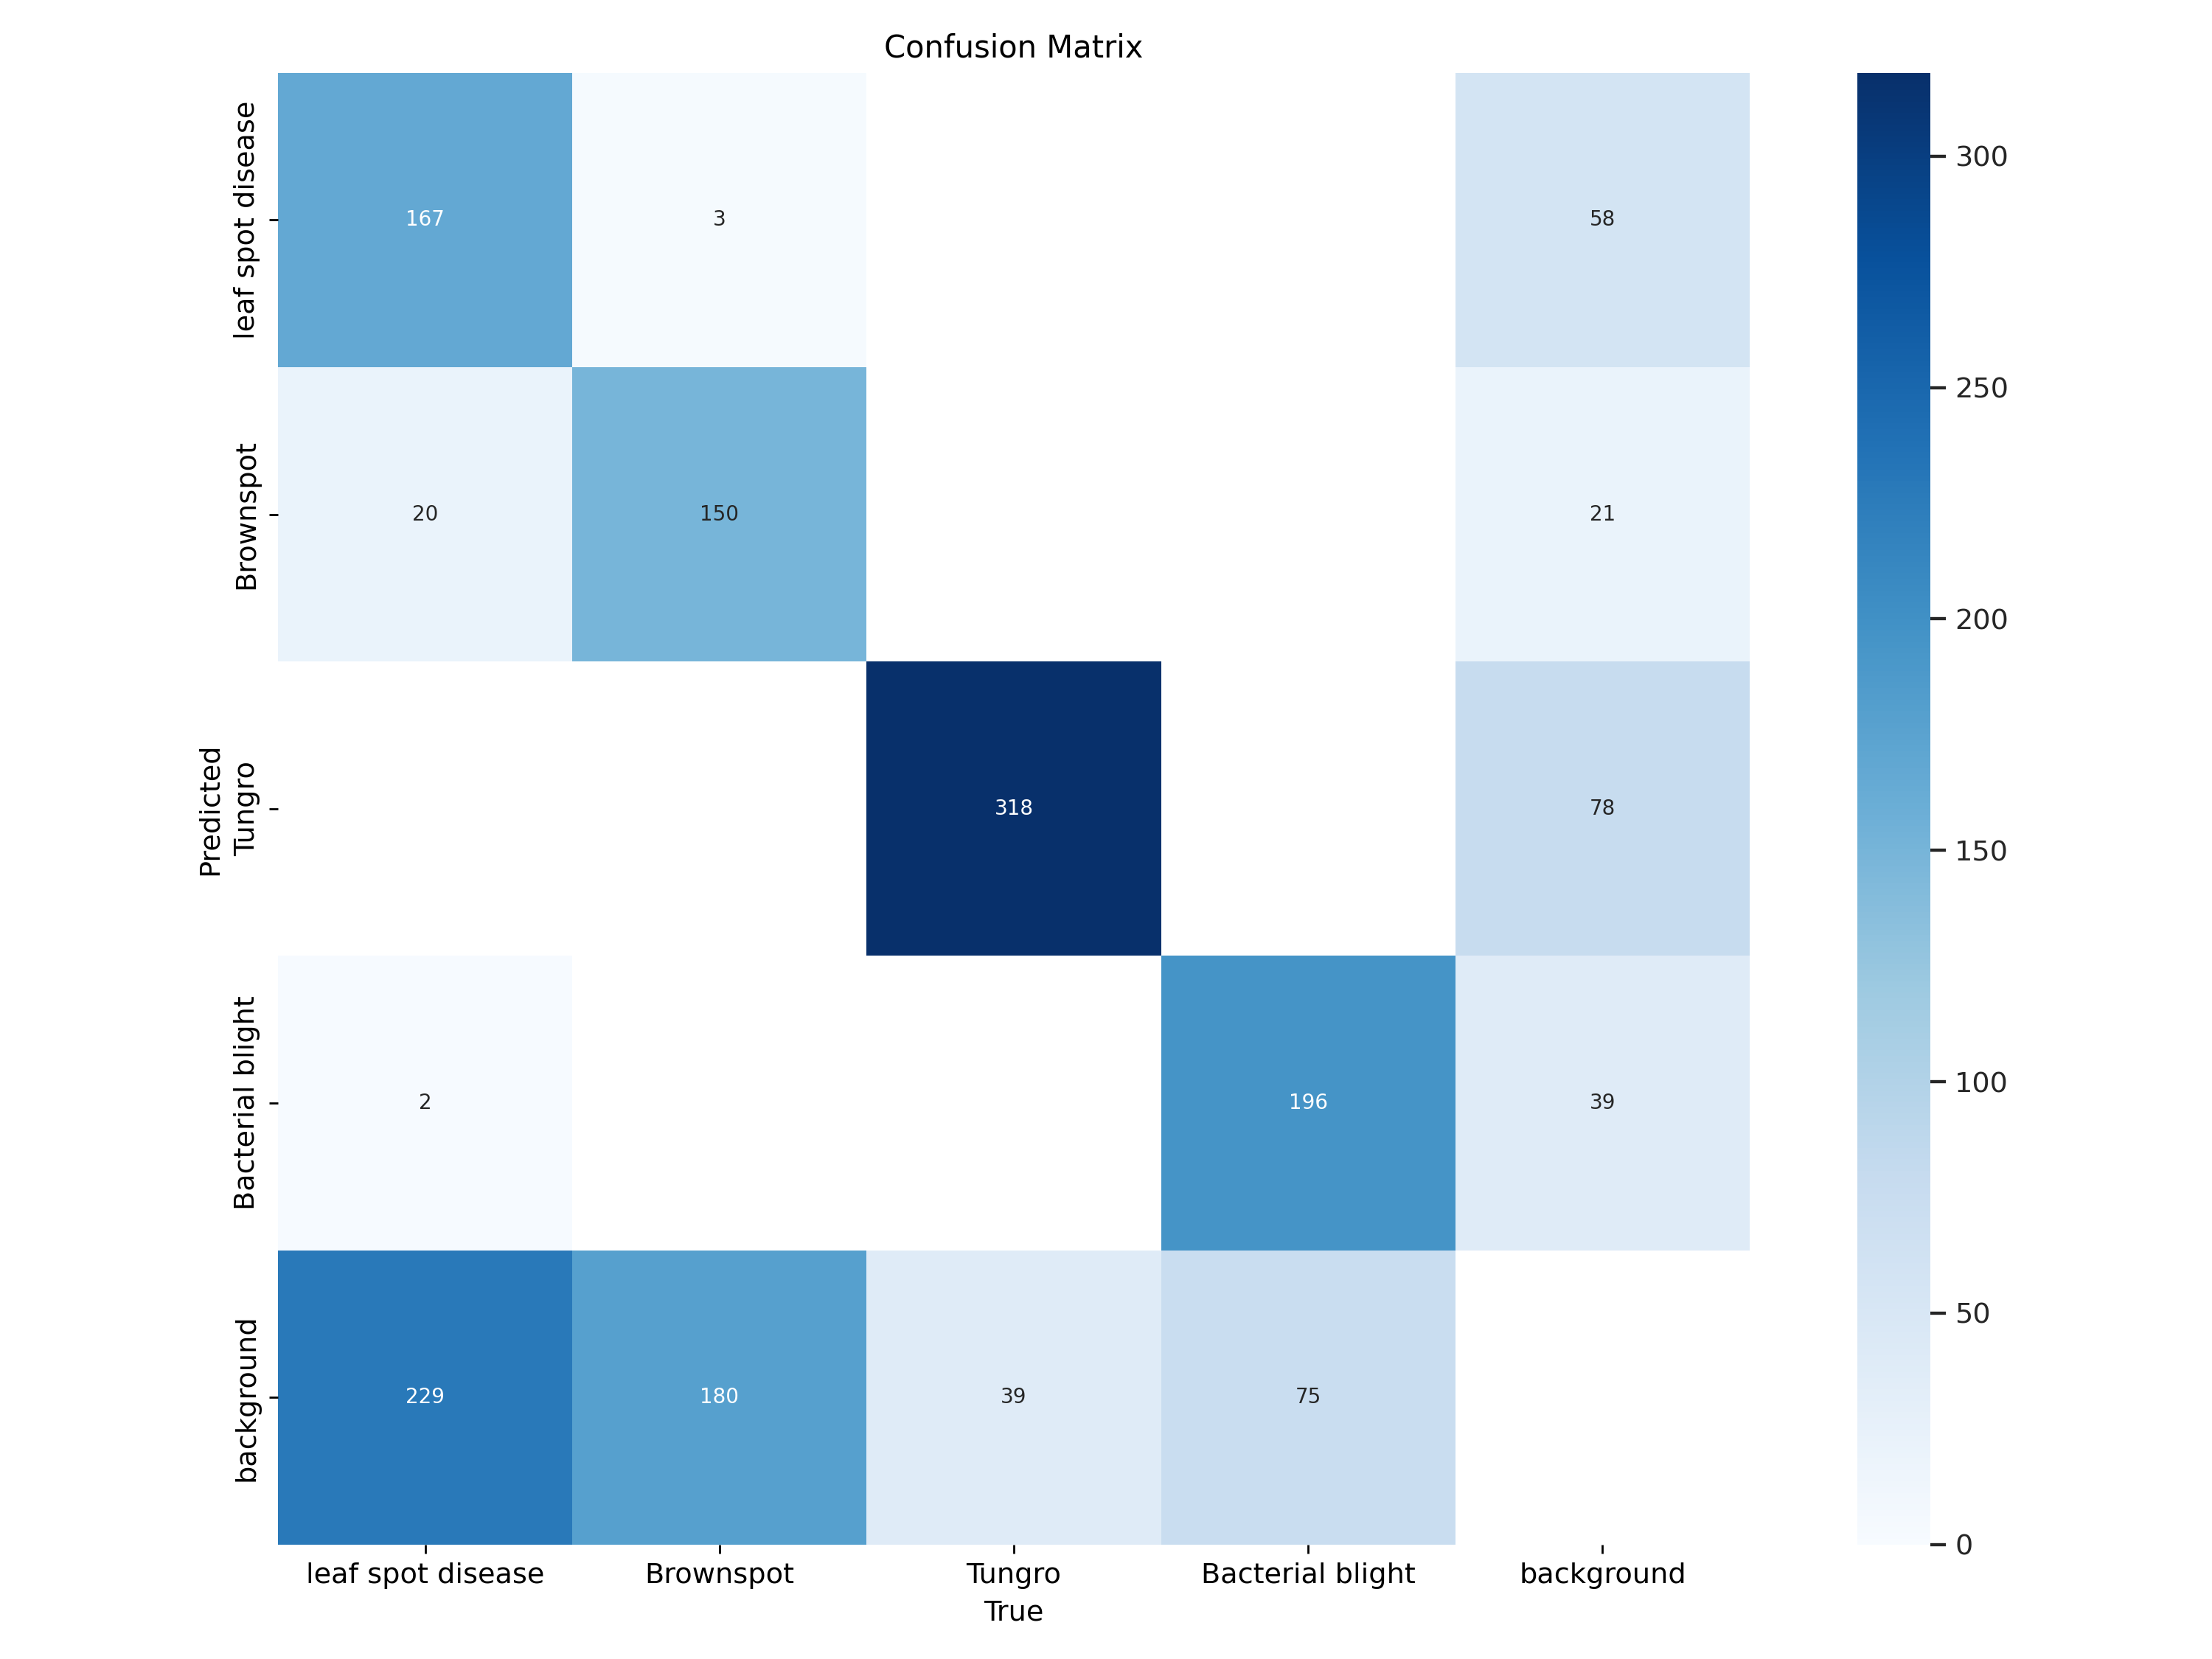 Confusion Matrix
leaf spot disease
167
3
58
300
250
Brownspot
20
150
21
200
Predicted
Tungro
318
78
150
Bacterial blight
2
196
39
100
50
background
229
180
39
75
0
leaf spot disease
Brownspot
Tungro
Bacterial blight
background
True